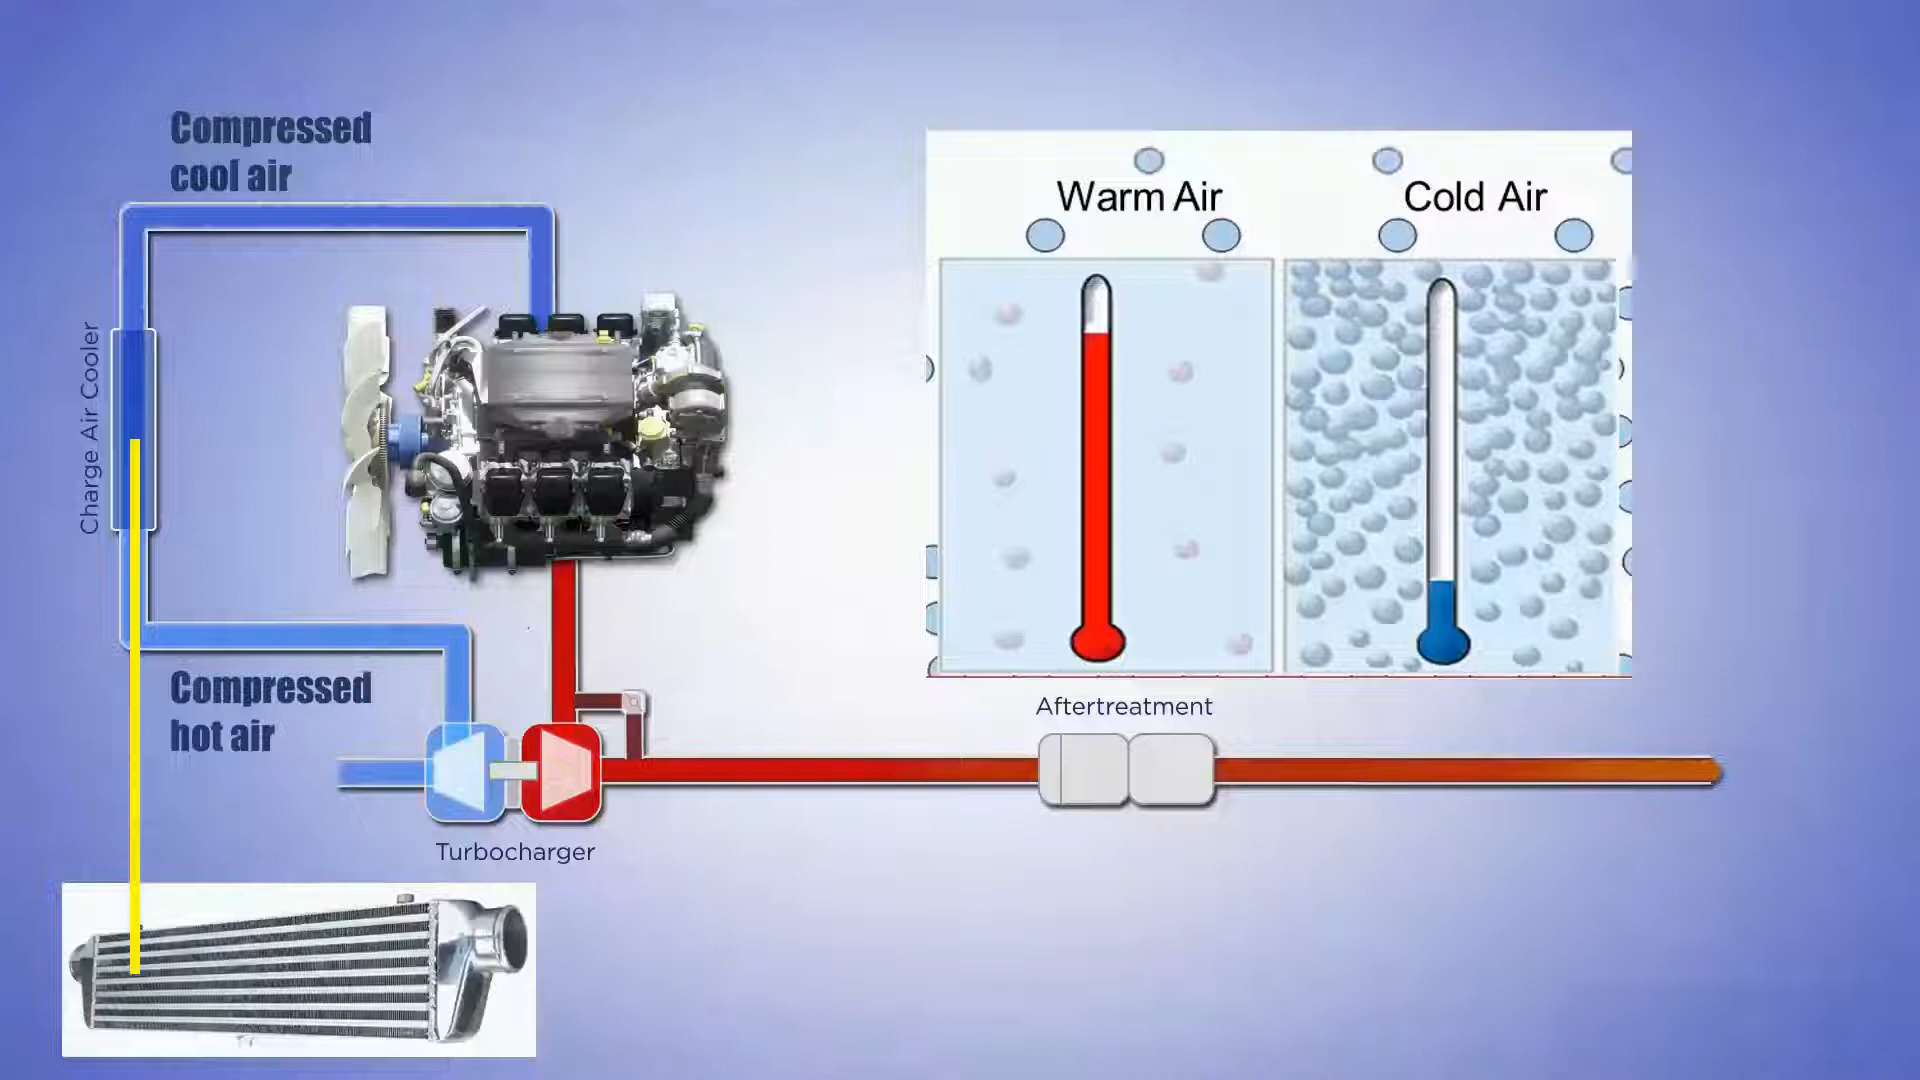 Compressed
cool air
Warm Air
Cold Air
Charge Air Cooler
Compressed
hot air
Aftertreatment
Turbocharger